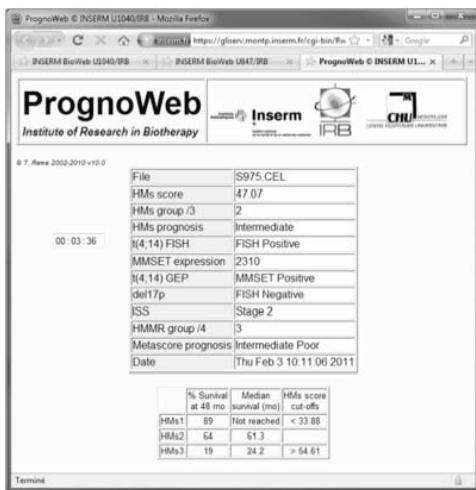 PrognoWeb © INSERM U1040/IRB - Mozilla Firefox
https://gliserv.montp.inserm.fr/cgi-bin/
Google
INSERM BioWeb U1040/IRB
INSERM BioWeb U847/IRB
PrognoWeb © INSERM U1...
PrognoWeb
Institute of Research in Biotherapy
Inserm
IRB
CHU
MONTPELLIER
CENTRE HOSPITALIER UNIVERSITAIRE
© T. Reme 2002-2010-v10.0
00 : 03 : 36
File S975.CEL
HMs score 47.07
HMs group /3 2
HMs prognosis Intermediate
t(4;14) FISH FISH Positive
MMSET expression 2310
t(4;14) GEP MMSET Positive
del17p FISH Negative
ISS Stage 2
HMMR group /4 3
Metascore prognosis Intermediate Poor
Date Thu Feb 3 10:11:06 2011
% Survival at 48 mo Median survival (mo) HMs score cut-offs
HMs1 89 Not reached < 33.88
HMs2 64 61.3
HMs3 19 24.2 > 54.61
Terminé